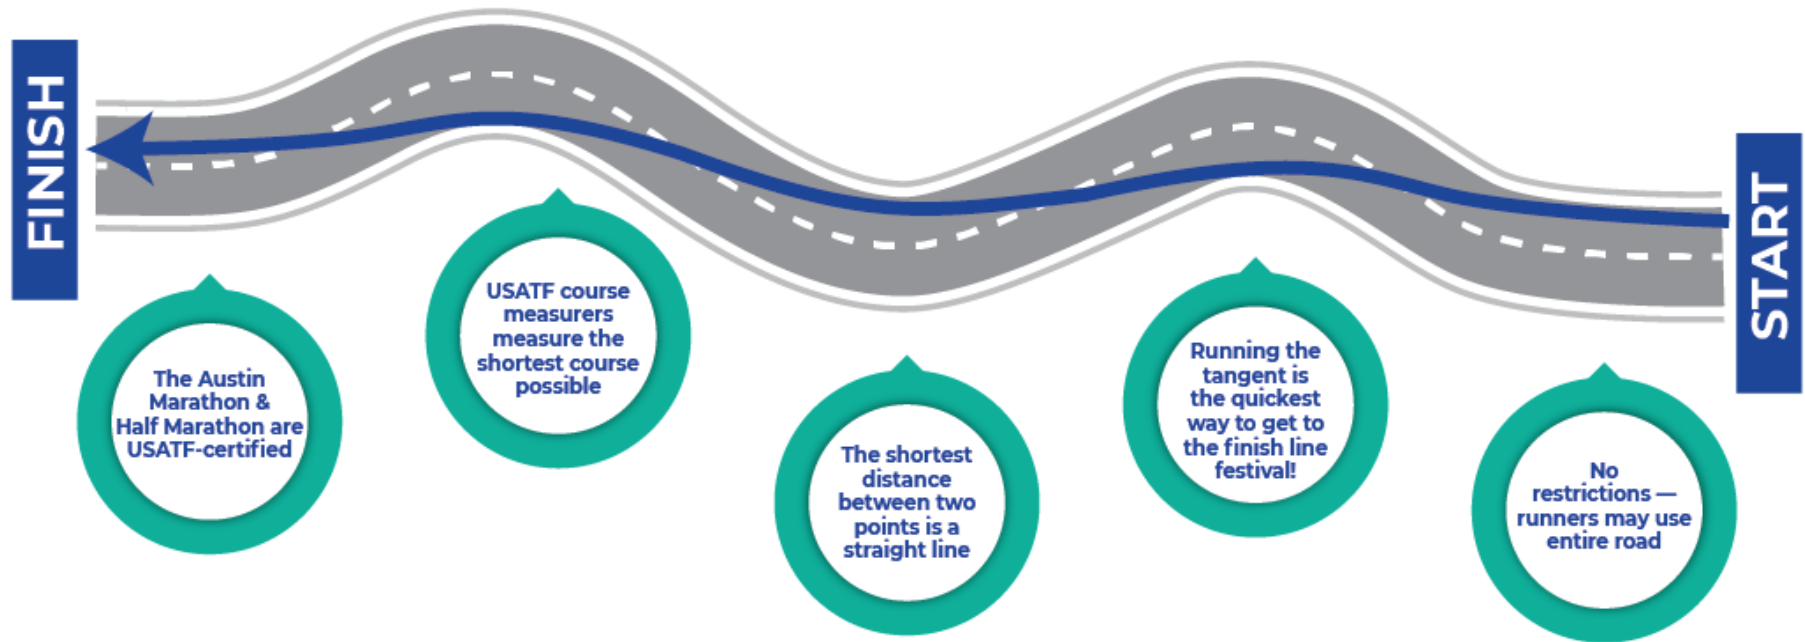 FINISH
START
The Austin
Marathon &
Half Marathon are
USATF-certified
USATF course
measurers
measure the
shortest course
possible
The shortest
distance
between two
points is a
straight line
Running the
tangent is
the quickest
way to get to
the finish line
festival!
No
restrictions —
runners may use
entire road